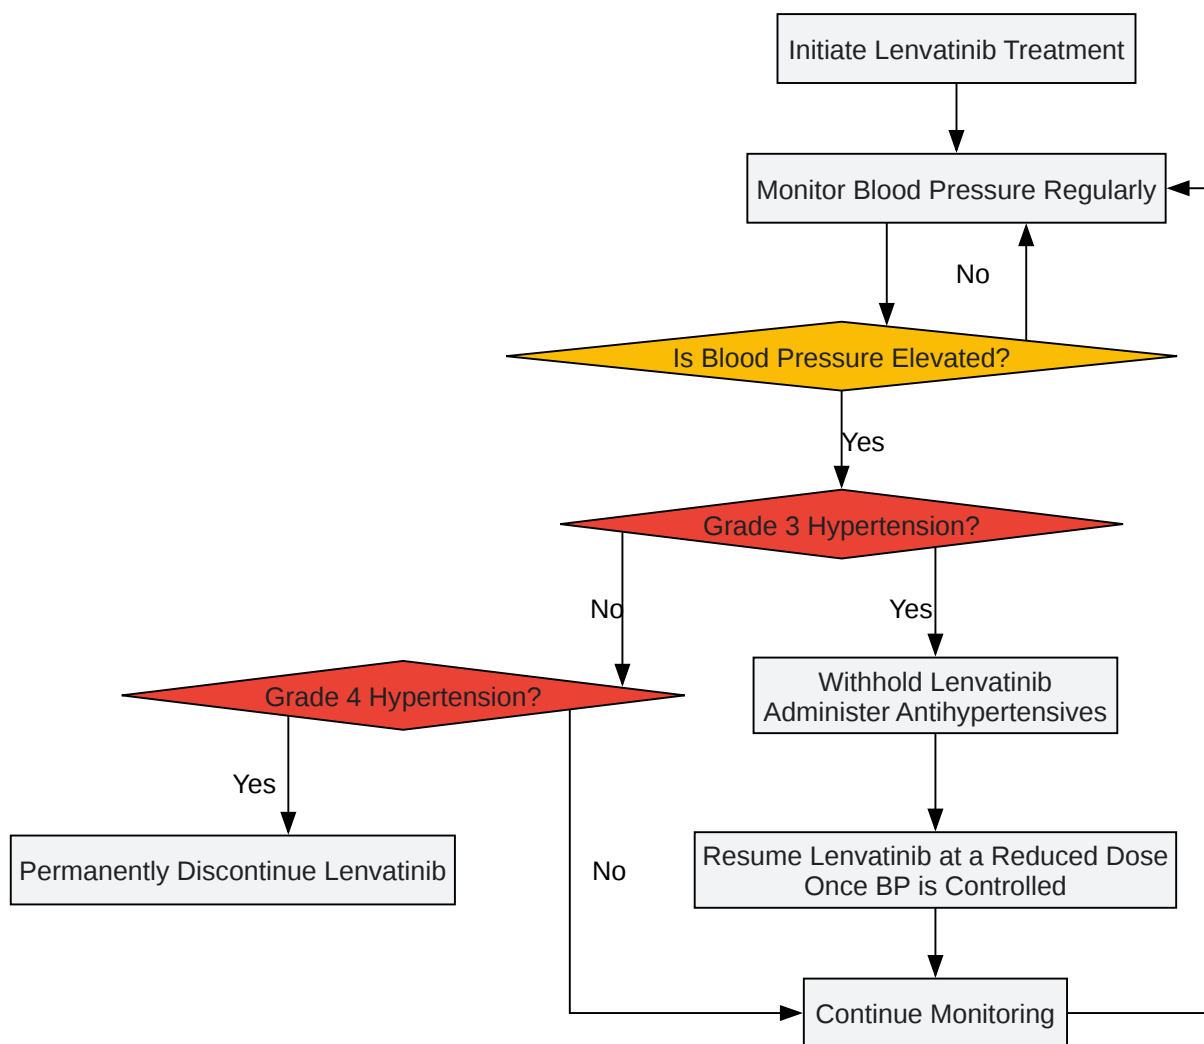 Initiate Lenvatinib Treatment
Monitor Blood Pressure Regularly
No
Is Blood Pressure Elevated?
Yes
Grade 3 Hypertension?
No
Yes
Grade 4 Hypertension?
Withhold Lenvatinib
Administer Antihypertensives
Yes
Permanently Discontinue Lenvatinib
No
Resume Lenvatinib at a Reduced Dose
Once BP is Controlled
Continue Monitoring